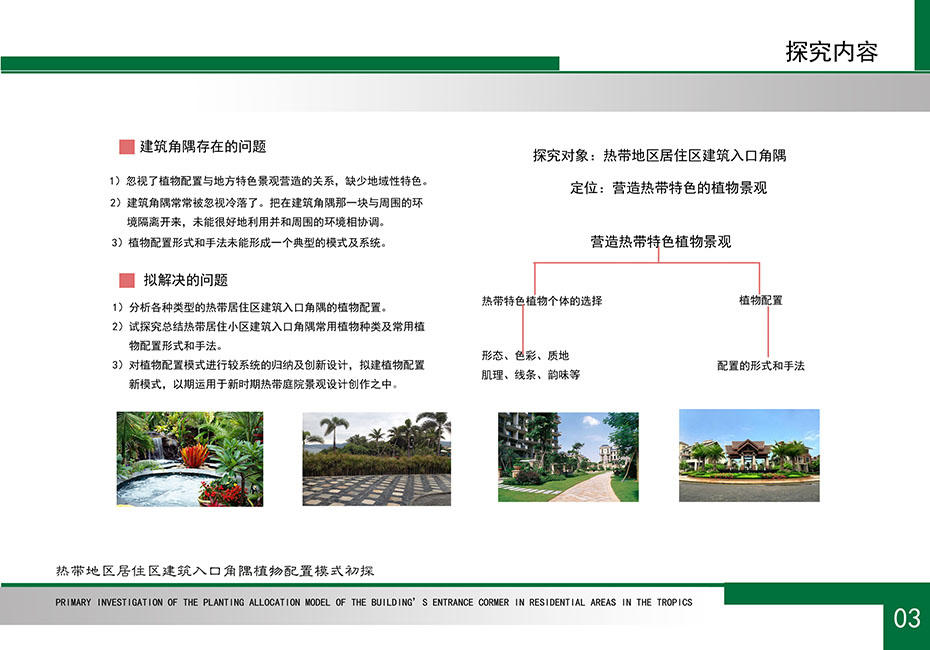 探究内容
建筑角隅存在的问题
1）忽视了植物配置与地方特色景观营造的关系，缺少地域性特色。
2）建筑角隅常常被忽视冷落了。把在建筑角隅那一块与周围的环
境隔离开来，未能很好地利用并和周围的环境相协调。
3）植物配置形式和手法未能形成一个典型的模式及系统。
拟解决的问题
1）分析各种类型的热带居住区建筑入口角隅的植物配置。
2）试探究总结热带居住小区建筑入口角隅常用植物种类及常用植
物配置形式和手法。
3）对植物配置模式进行较系统的归纳及创新设计，拟建植物配置
新模式，以期运用于新时期热带庭院景观设计创作之中。
探究对象：热带地区居住区建筑入口角隅
定位：营造热带特色的植物景观
营造热带特色植物景观
热带特色植物个体的选择
植物配置
形态、色彩、质地
肌理、线条、韵味等
配置的形式和手法
热带地区居住区建筑入口角隅植物配置模式初探
PRIMARY INVESTIGATION OF THE PLANTING ALLOCATION MODEL OF THE BUILDING'S ENTRANCE CORMER IN RESIDENTIAL AREAS IN THE TROPICS
03